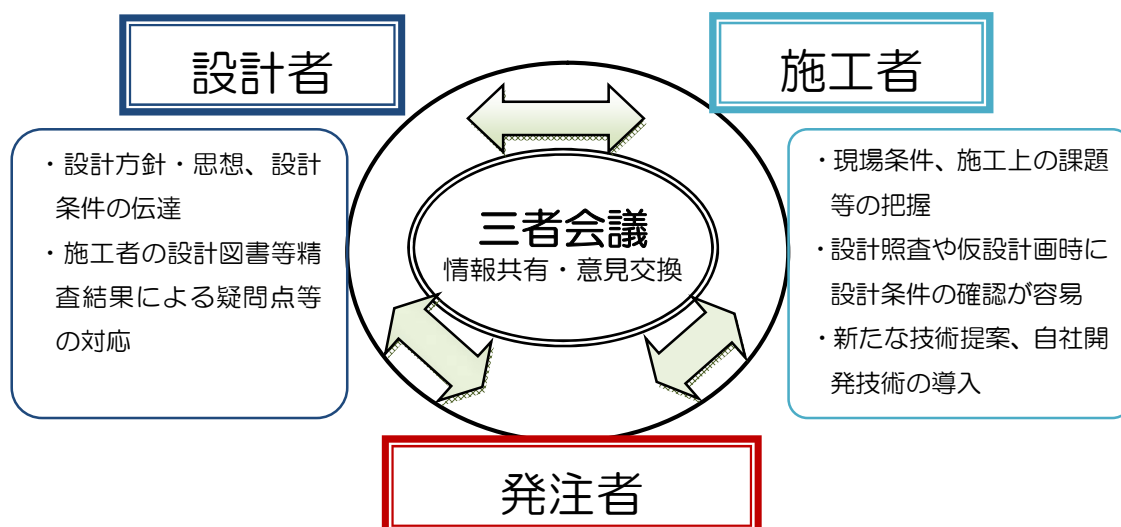 設計者
施工者
・設計方針・思想、設計
条件の伝達
・施工者の設計図書等精
査結果による疑問点等
の対応
三者会議
情報共有・意見交換
・現場条件、施工上の課題
等の把握
・設計照査や仮設計画時に
設計条件の確認が容易
・新たな技術提案、自社開
発技術の導入
発注者